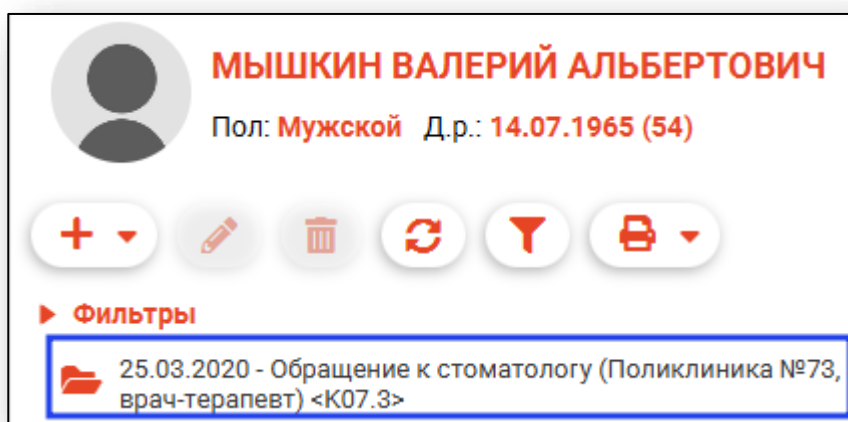 МЫШКИН ВАЛЕРИЙ АЛЬБЕРТОВИЧ
Пол: Мужской Д.р.: 14.07.1965 (54)
Фильтры
25.03.2020 - Обращение к стоматологу (Поликлиника №73,
врач-терапевт) <K07.3>